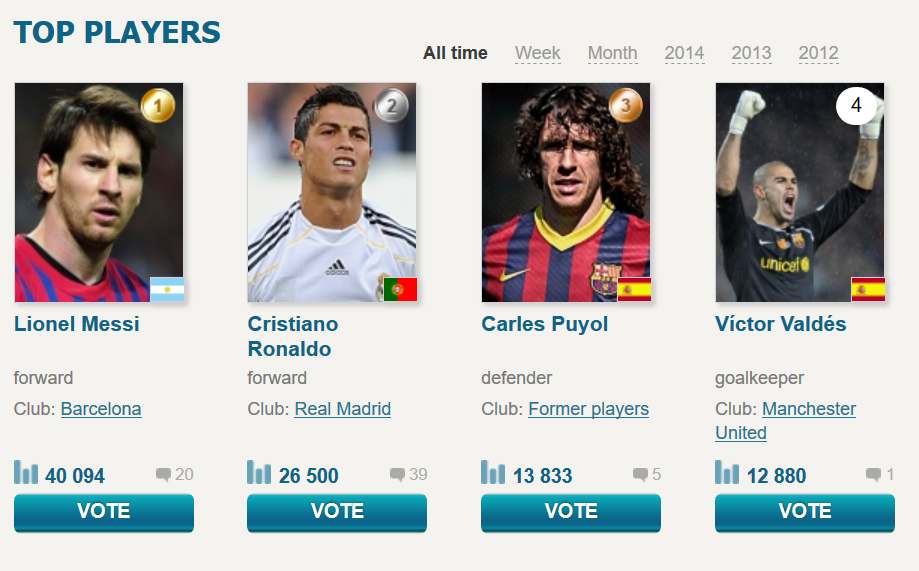 TOP PLAYERS
All time Week Month 2014 2013 2012
1 2 3 4
unicef
Lionel Messi
Cristiano
Ronaldo
Carles Puyol
Víctor Valdés
forward
forward
defender
goalkeeper
Club: Barcelona
Club: Real Madrid
Club: Former players
Club: Manchester
United
40 094 20
26 500 39
13 833 5
12 880 1
VOTE
VOTE
VOTE
VOTE